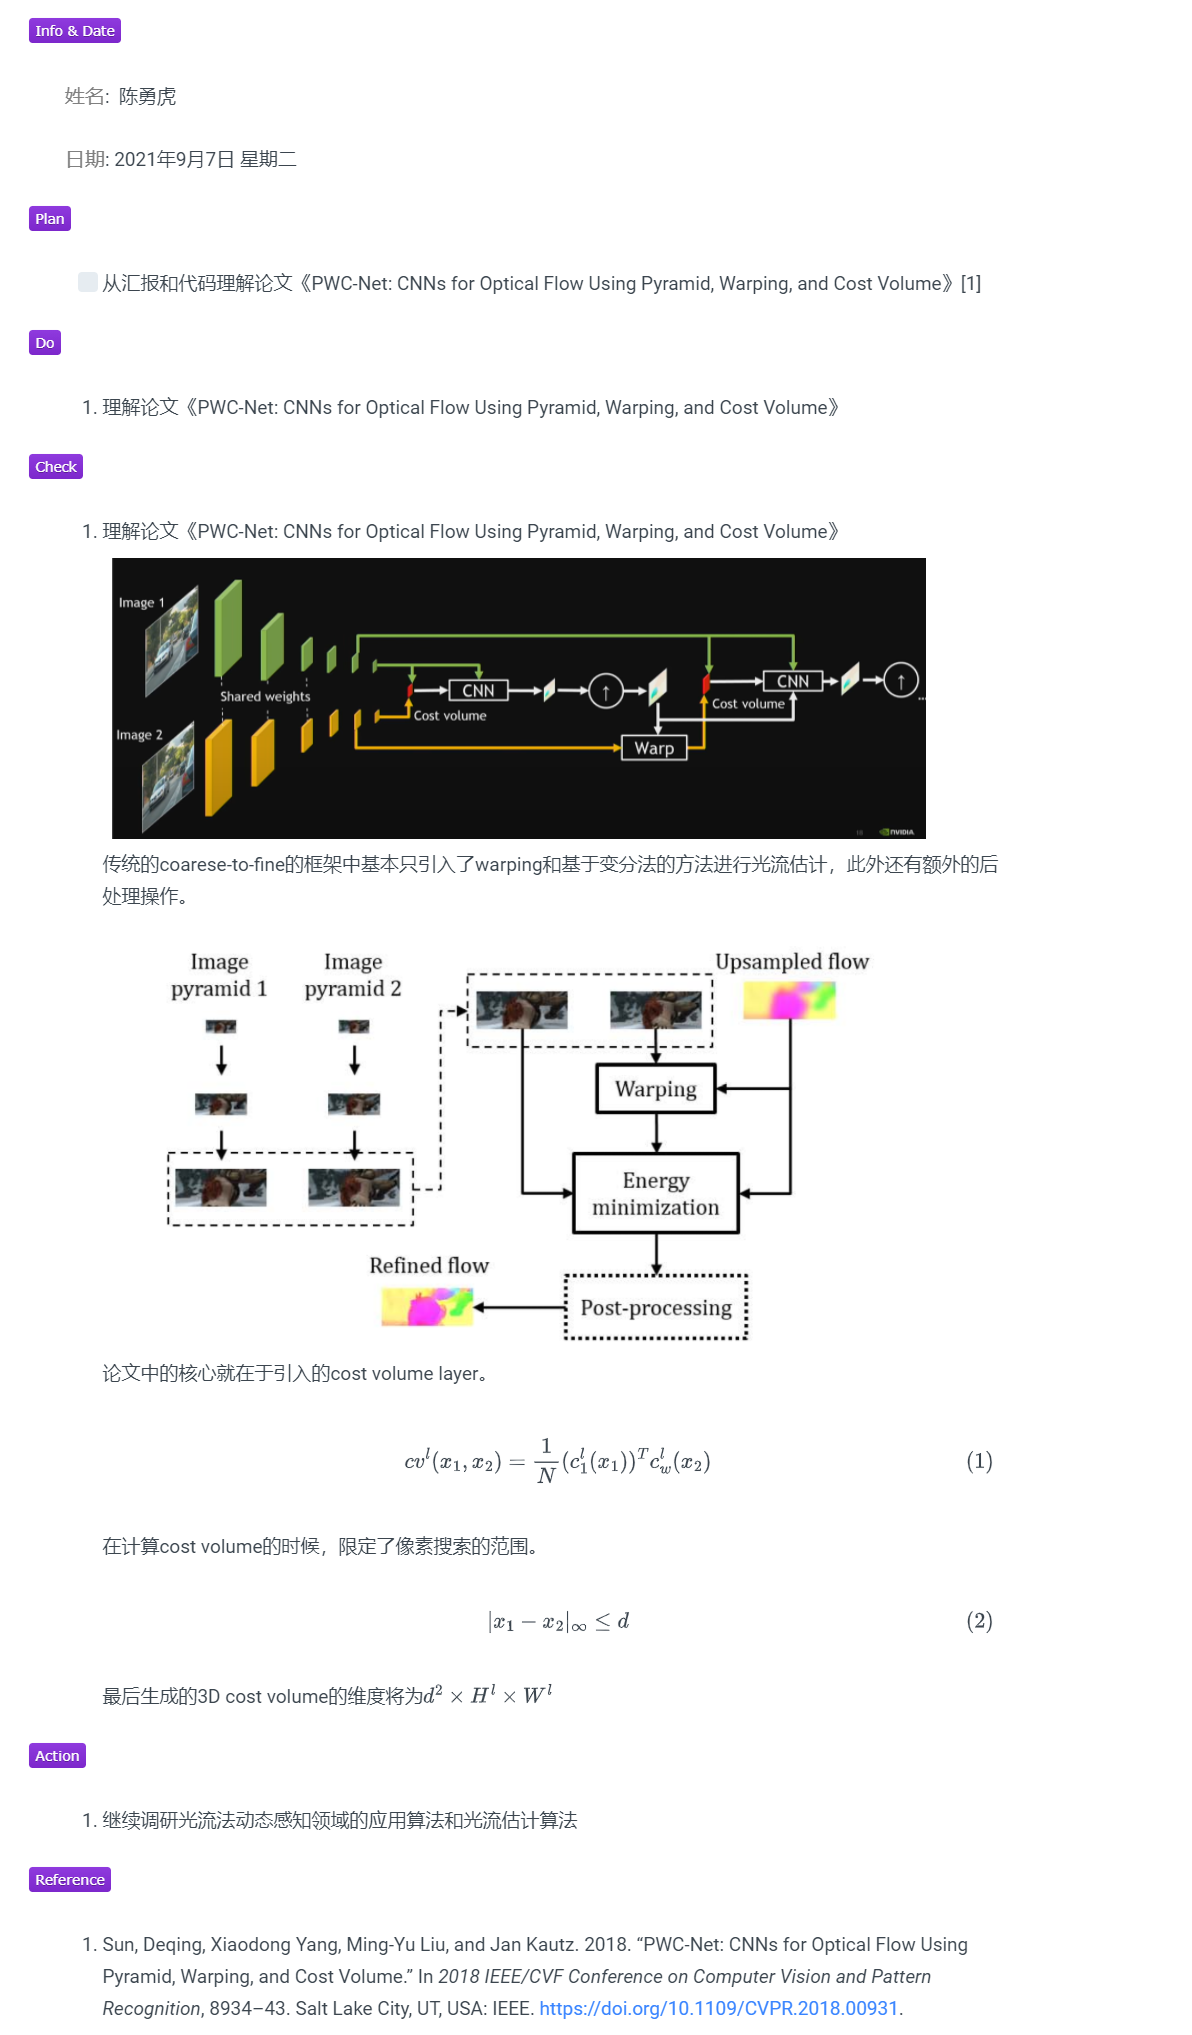 Info & Date
姓名: 陈勇虎
日期: 2021年9月7日 星期二
Plan
从汇报和代码理解论文《PWC-Net: CNNs for Optical Flow Using Pyramid, Warping, and Cost Volume》[1]
Do
1. 理解论文《PWC-Net: CNNs for Optical Flow Using Pyramid, Warping, and Cost Volume》
Check
1. 理解论文《PWC-Net: CNNs for Optical Flow Using Pyramid, Warping, and Cost Volume》
Image 1
Shared weights
Image 2
CNN
Cost volume
↑
Warp
CNN
Cost volume
↑
...
18
NVIDIA
传统的coarese-to-fine的框架中基本只引入了warping和基于变分法的方法进行光流估计，此外还有额外的后
处理操作。
Image
pyramid 1
Image
pyramid 2
Upsampled flow
Warping
Energy
minimization
Refined flow
Post-processing
论文中的核心就在于引入的cost volume layer。
cv^l(x_1, x_2) = \frac{1}{N}(c_1^l(x_1))^T c_w^l(x_2) (1)
在计算cost volume的时候，限定了像素搜索的范围。
|x_1 − x_2|_∞ ≤ d (2)
最后生成的3D cost volume的维度将为d^2 × H^l × W^l
Action
1. 继续调研光流法动态感知领域的应用算法和光流估计算法
Reference
1. Sun, Deqing, Xiaodong Yang, Ming-Yu Liu, and Jan Kautz. 2018. “PWC-Net: CNNs for Optical Flow Using
Pyramid, Warping, and Cost Volume.” In 2018 IEEE/CVF Conference on Computer Vision and Pattern
Recognition, 8934–43. Salt Lake City, UT, USA: IEEE. https://doi.org/10.1109/CVPR.2018.00931.